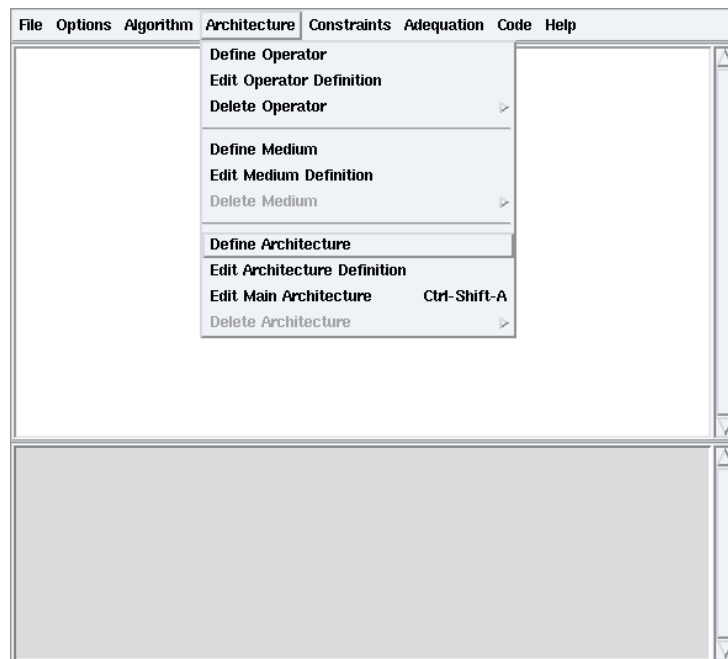 File Options Algorithm Architecture Constraints Adequation Code Help
Define Operator
Edit Operator Definition
Delete Operator
Define Medium
Edit Medium Definition
Delete Medium
Define Architecture
Edit Architecture Definition
Edit Main Architecture Ctrl-Shift-A
Delete Architecture